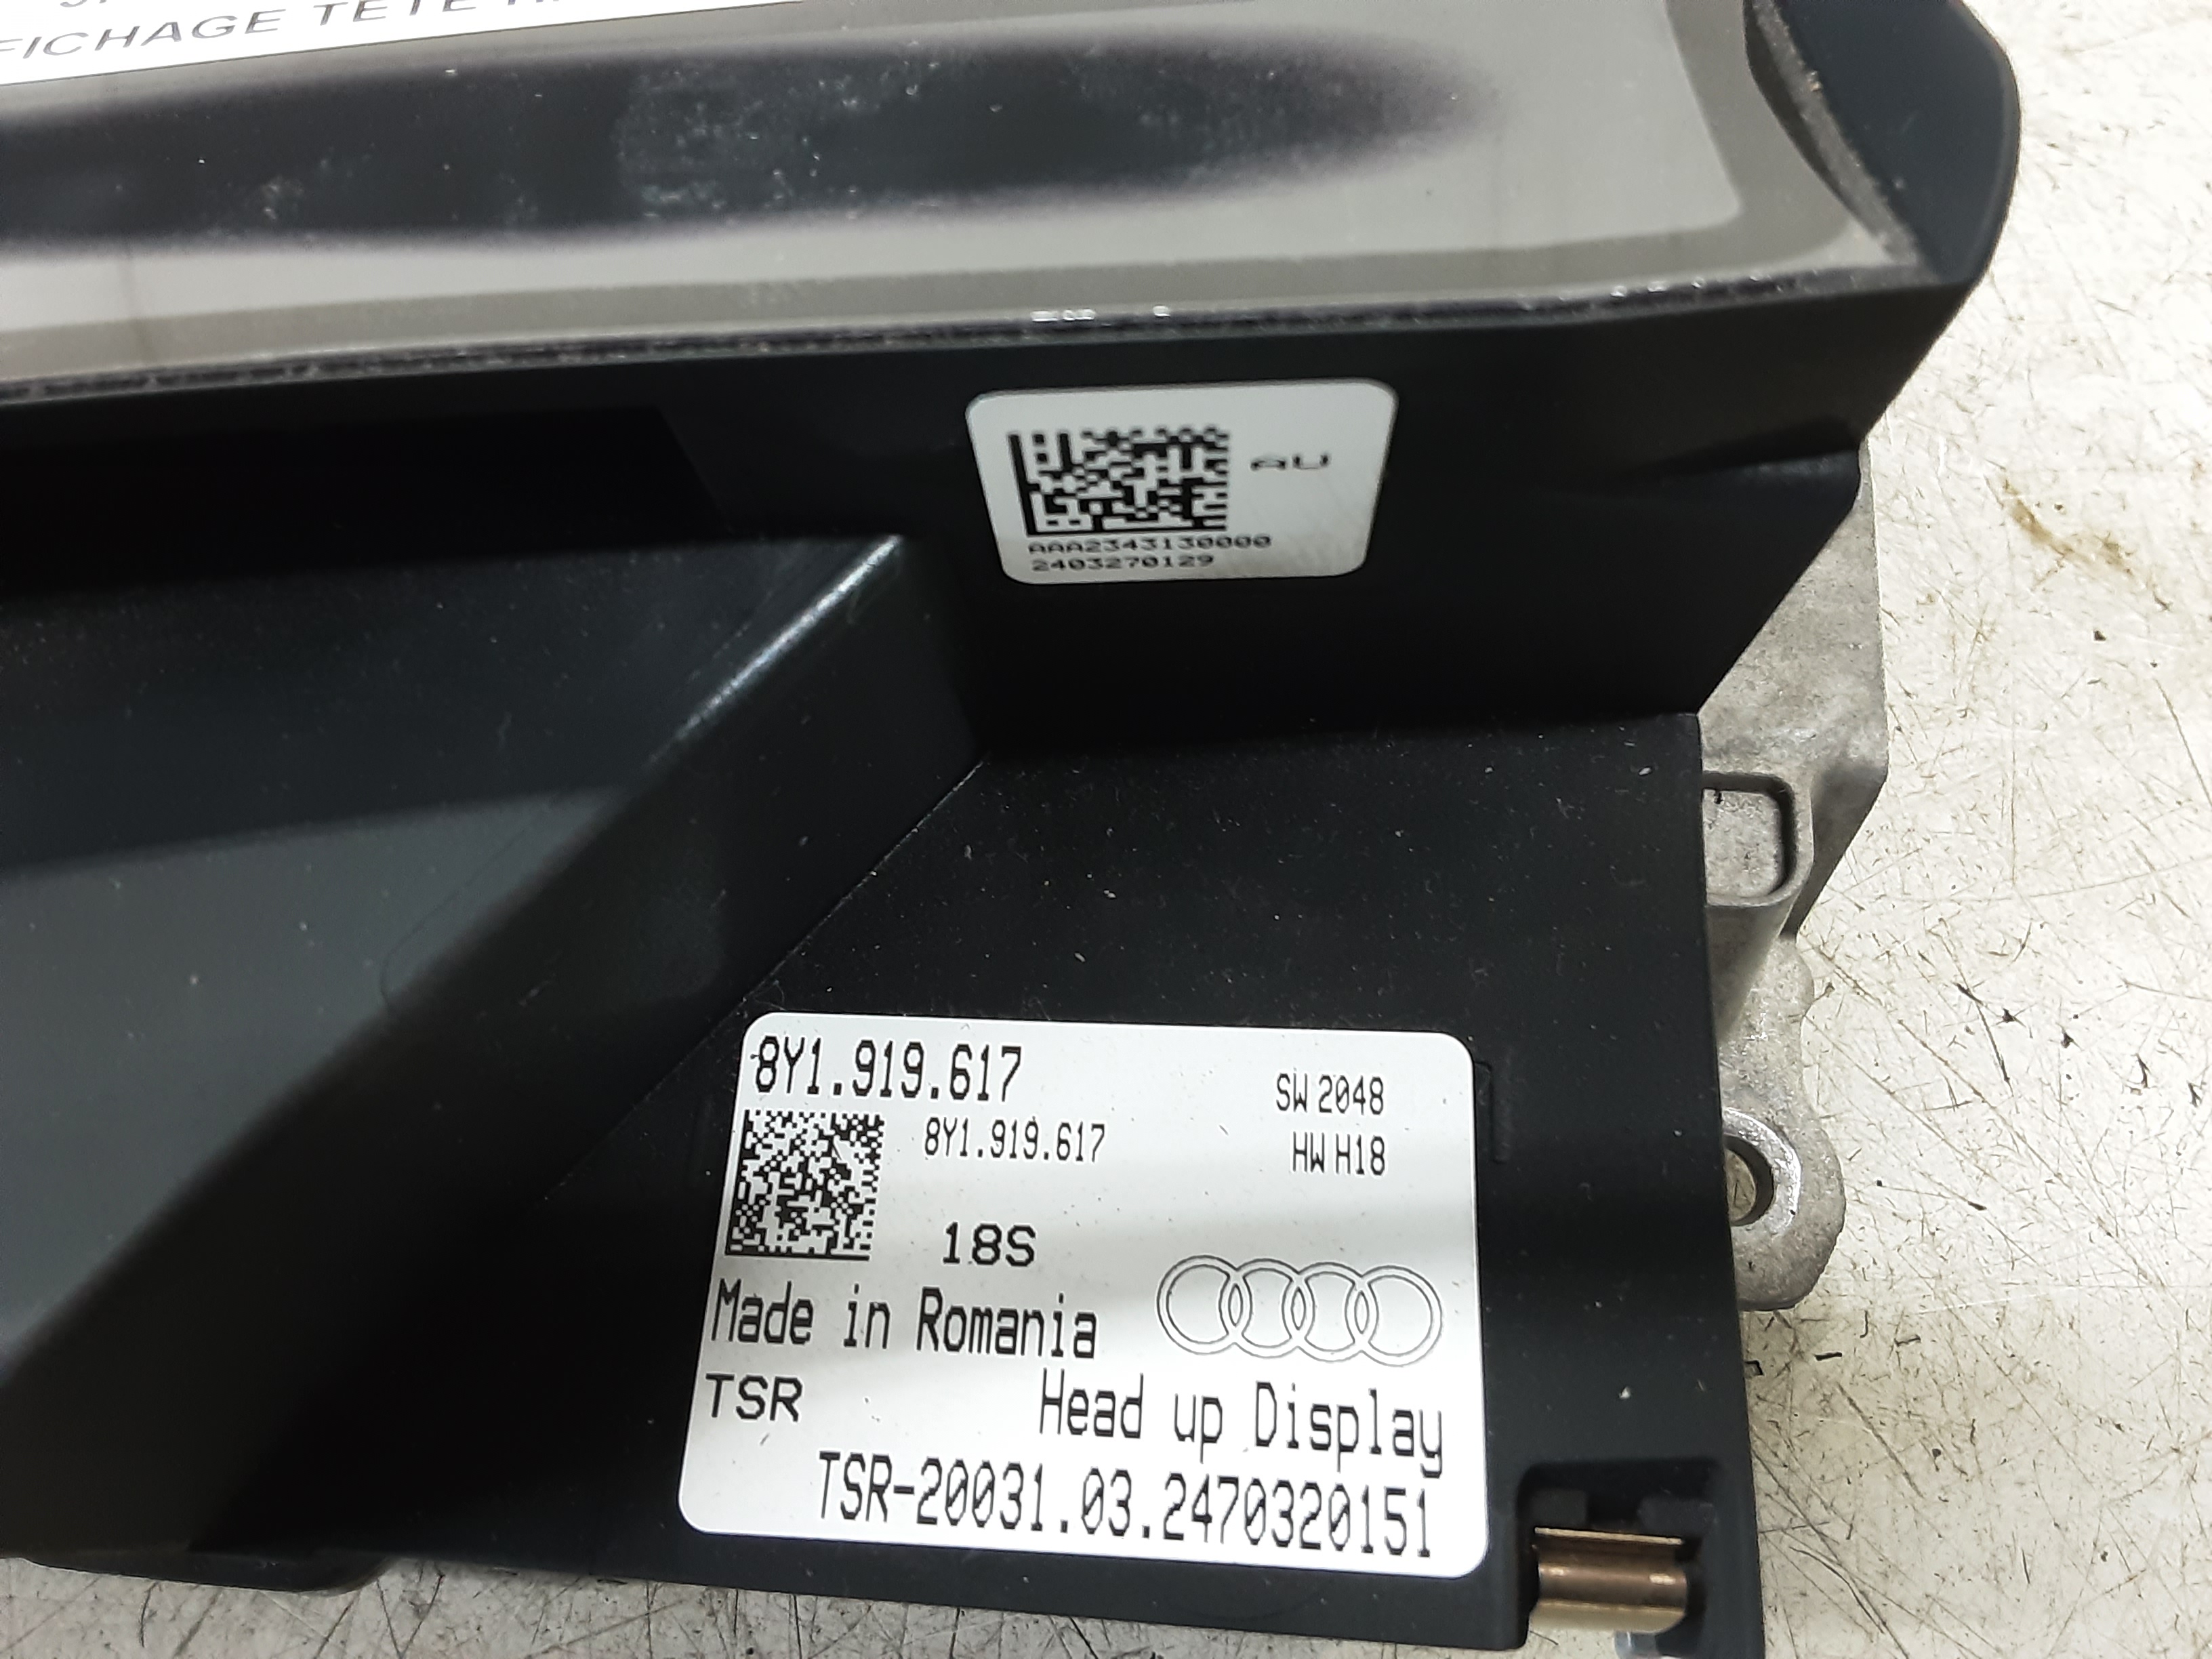 AFFICHAGE TETE
AU
AAA2343130000
2403270129
8Y1.919.617
SW 2048
8Y1.919.617
HW H18
18S
Made in Romania
TSR
Head up Display
TSR-20031.03.2470320151